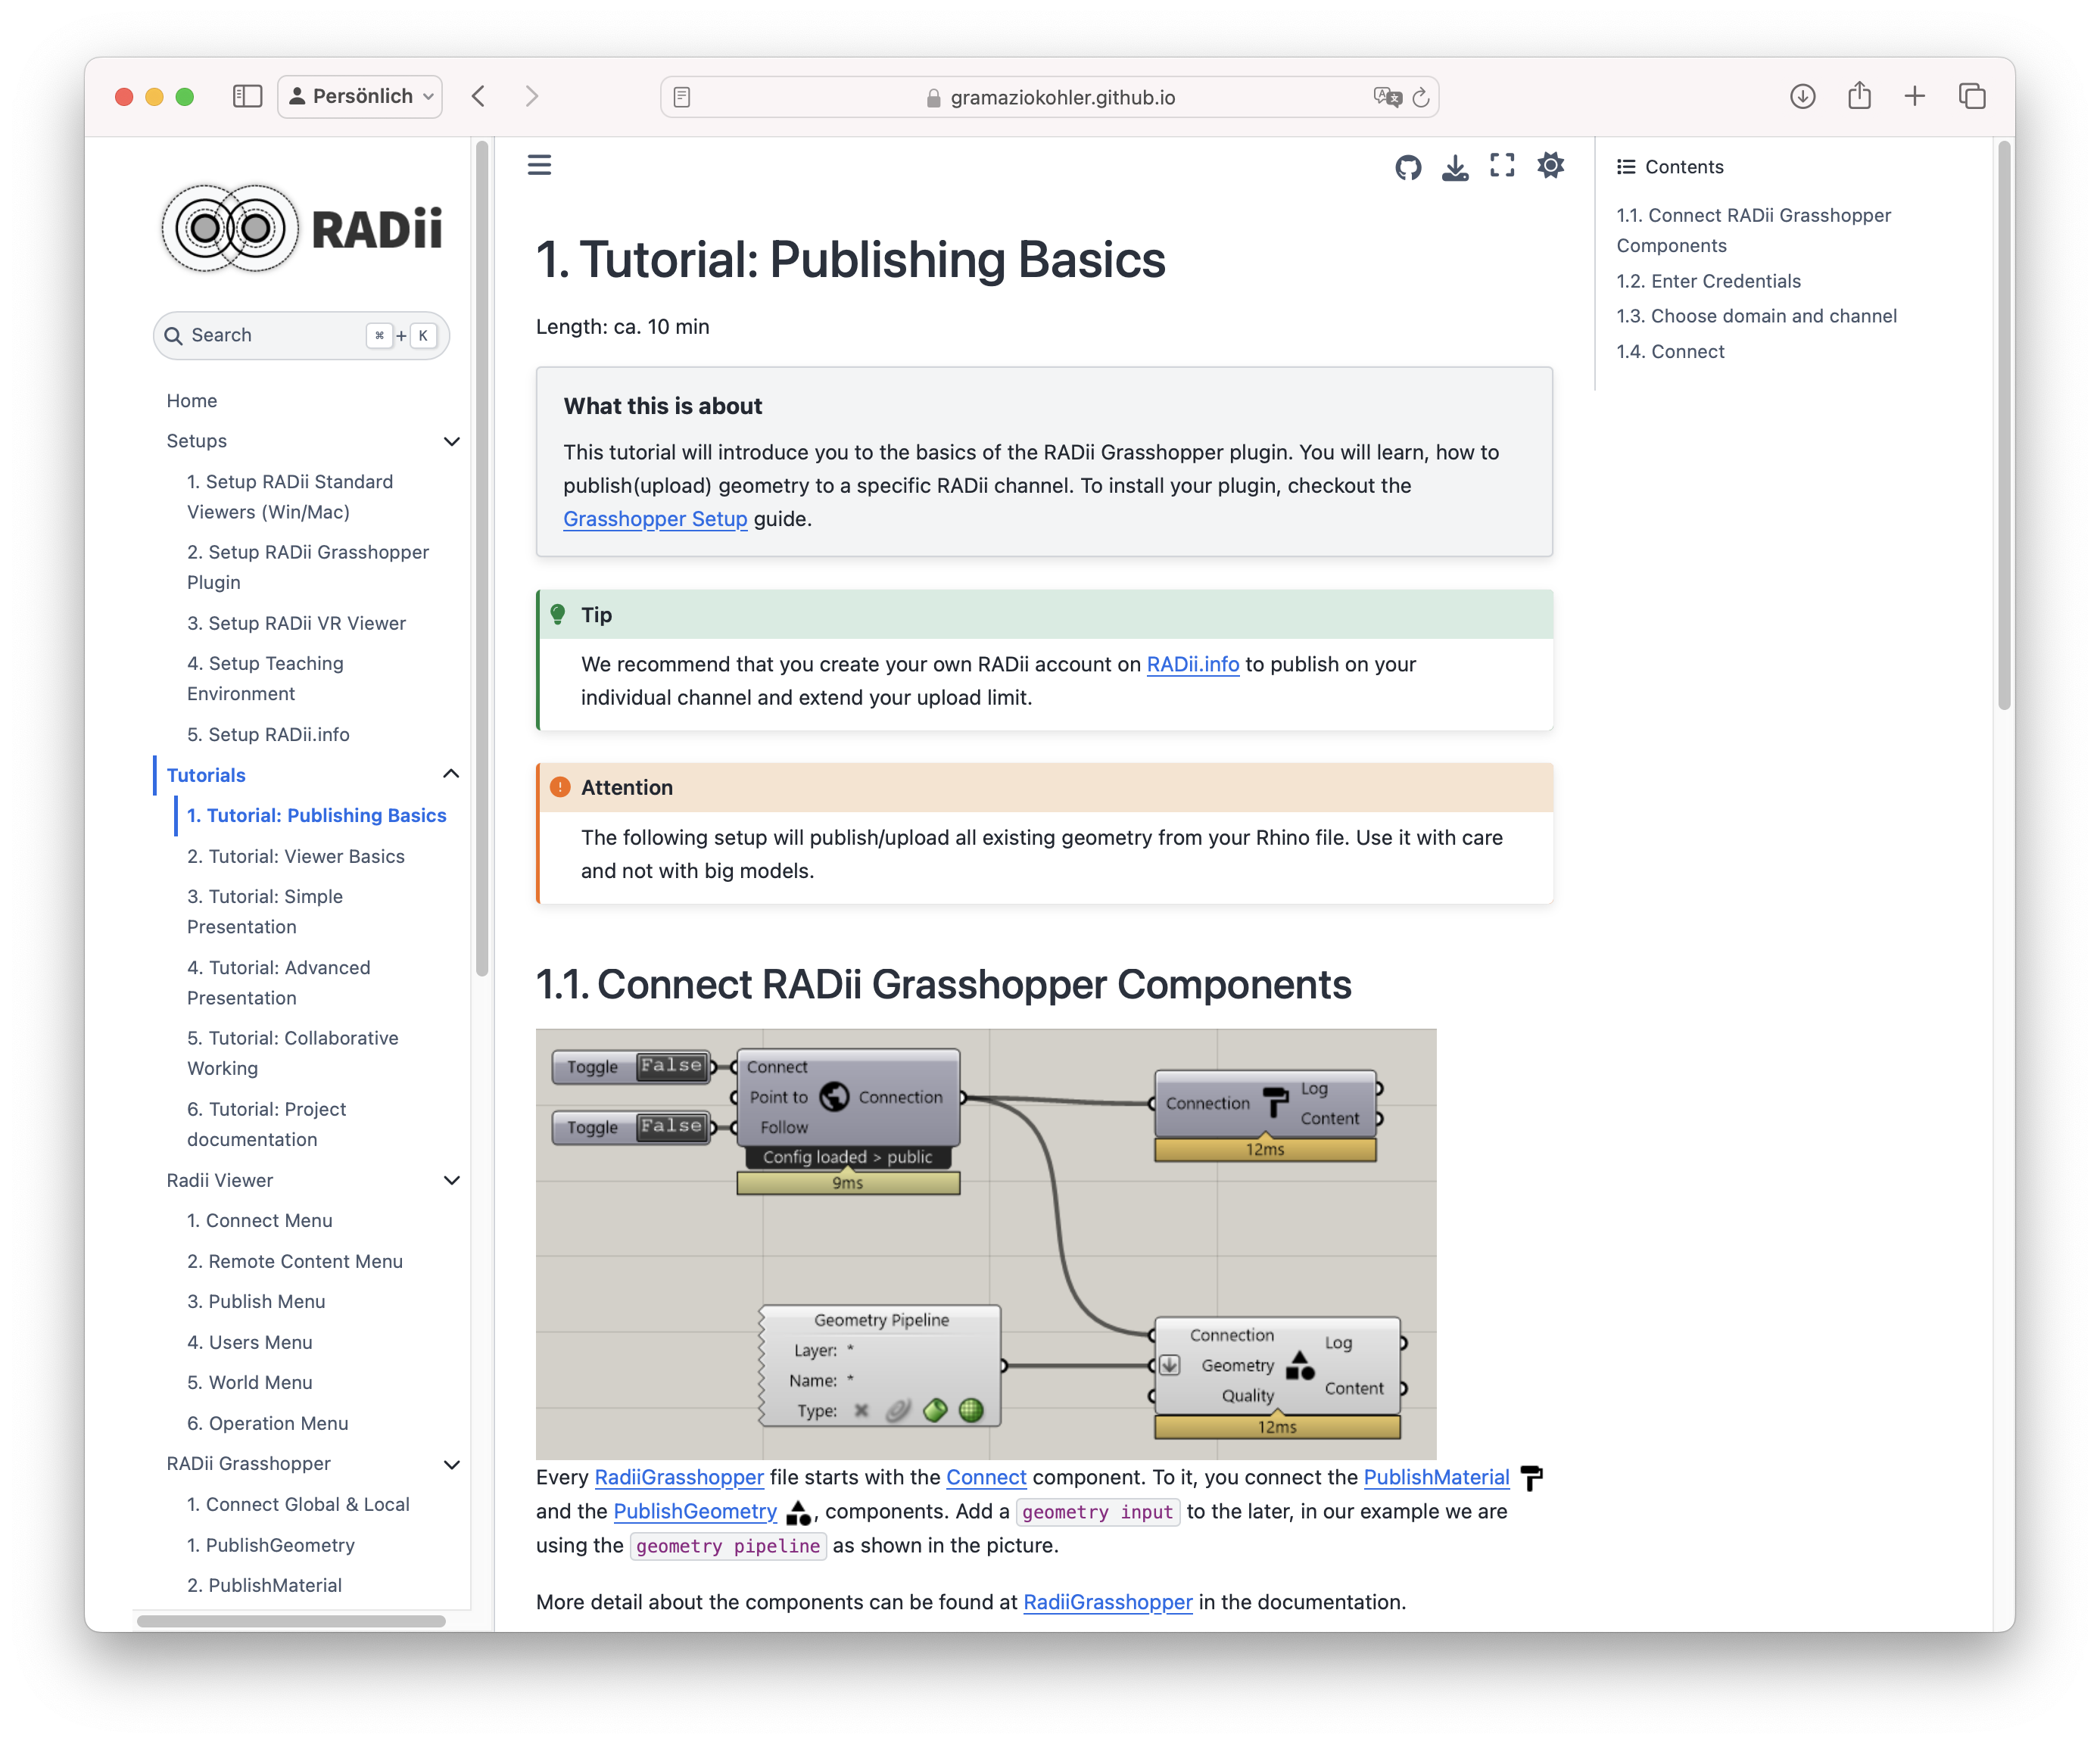 Persönlich
gramaziokohler.github.io
RADii
Search
⌘ + K
Home
Setups
1. Setup RADii Standard
Viewers (Win/Mac)
2. Setup RADii Grasshopper
Plugin
3. Setup RADii VR Viewer
4. Setup Teaching
Environment
5. Setup RADii.info
Tutorials
1. Tutorial: Publishing Basics
2. Tutorial: Viewer Basics
3. Tutorial: Simple
Presentation
4. Tutorial: Advanced
Presentation
5. Tutorial: Collaborative
Working
6. Tutorial: Project
documentation
Radii Viewer
1. Connect Menu
2. Remote Content Menu
3. Publish Menu
4. Users Menu
5. World Menu
6. Operation Menu
RADii Grasshopper
1. Connect Global & Local
1. PublishGeometry
2. PublishMaterial
1. Tutorial: Publishing Basics
Length: ca. 10 min
What this is about
This tutorial will introduce you to the basics of the RADii Grasshopper plugin. You will learn, how to
publish(upload) geometry to a specific RADii channel. To install your plugin, checkout the
Grasshopper Setup guide.
Tip
We recommend that you create your own RADii account on RADii.info to publish on your
individual channel and extend your upload limit.
Attention
The following setup will publish/upload all existing geometry from your Rhino file. Use it with care
and not with big models.
1.1. Connect RADii Grasshopper Components
Toggle False
Toggle False
Connect
Point to
Follow
Connection
Config loaded > public
9ms
Connection
Log
Content
12ms
Geometry Pipeline
Layer: *
Name: *
Type:
Connection
Geometry
Quality
Log
Content
12ms
Every RadiiGrasshopper file starts with the Connect component. To it, you connect the PublishMaterial
and the PublishGeometry , components. Add a geometry input to the later, in our example we are
using the geometry pipeline as shown in the picture.
More detail about the components can be found at RadiiGrasshopper in the documentation.
Contents
1.1. Connect RADii Grasshopper
Components
1.2. Enter Credentials
1.3. Choose domain and channel
1.4. Connect